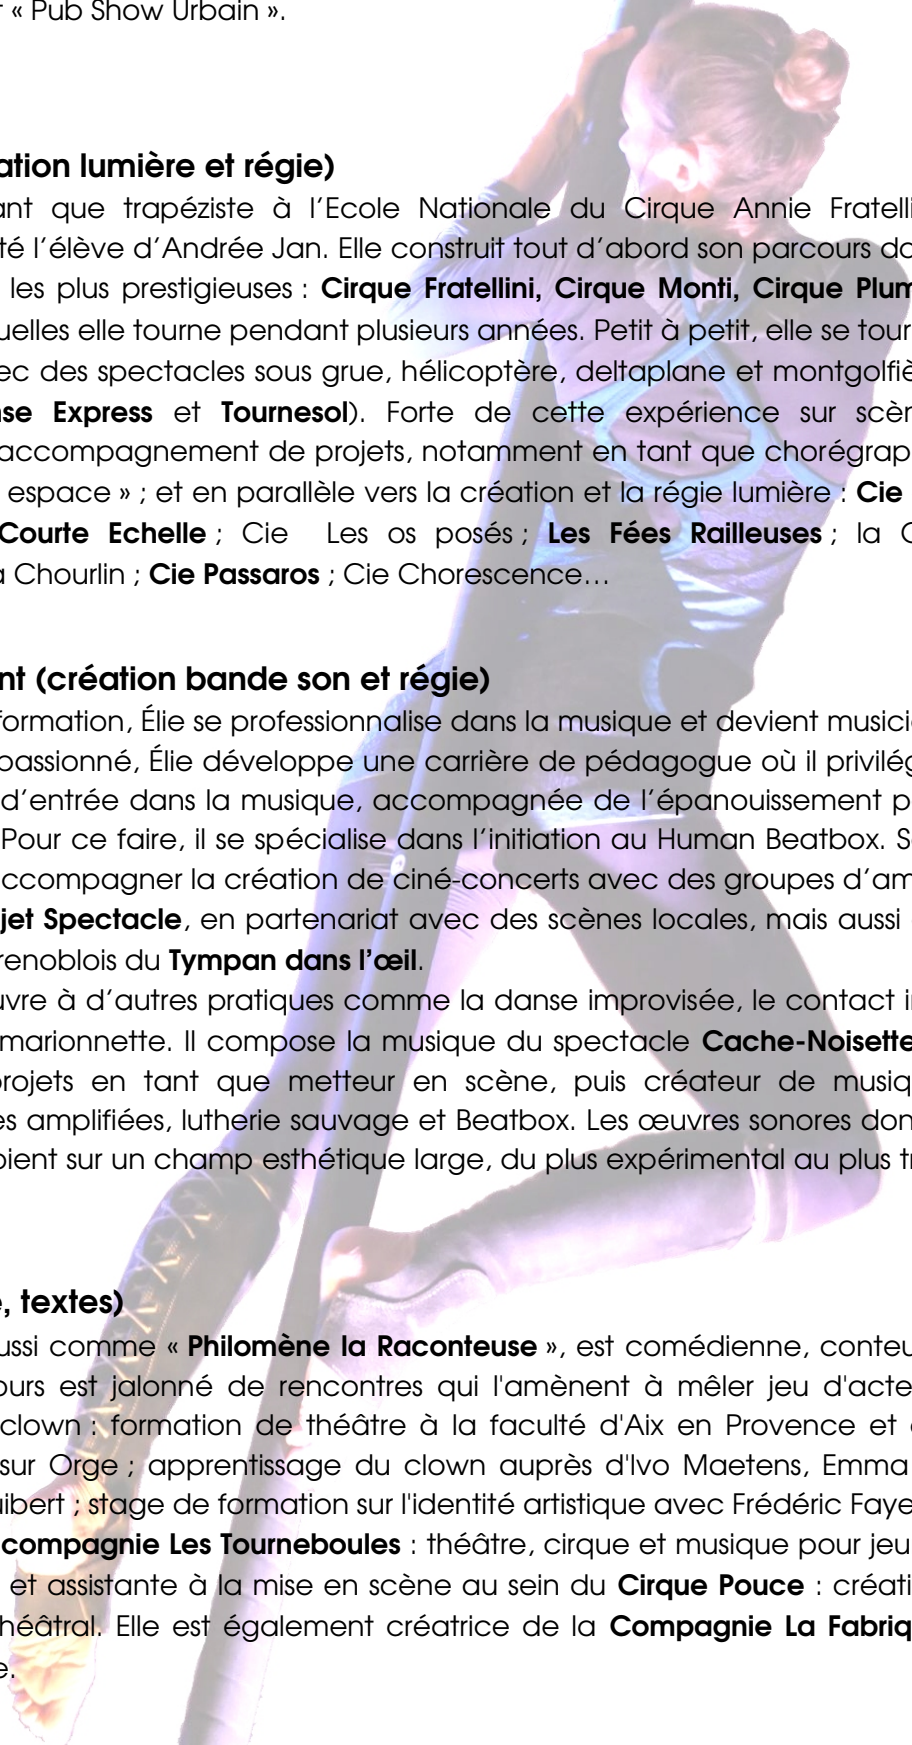 « Pub Show Urbain ».
ation lumière et régie)
ant que trapéziste à l’Ecole Nationale du Cirque Annie Fratelli
té l’élève d’Andrée Jan. Elle construit tout d’abord son parcours da
les plus prestigieuses : Cirque Fratellini, Cirque Monti, Cirque Plum
uelles elle tourne pendant plusieurs années. Petit à petit, elle se tour
ec des spectacles sous grue, hélicoptère, deltaplane et montgolfiè
nse Express et Tournesol). Forte de cette expérience sur scèn
accompagnement de projets, notamment en tant que chorégrap
espace » ; et en parallèle vers la création et la régie lumière : Cie
Courte Echelle ; Cie Les os posés ; Les Fées Railleuses ; la C
a Chourlin ; Cie Passaros ; Cie Chorescence…
nt (création bande son et régie)
formation, Élie se professionnalise dans la musique et devient musici
passionné, Élie développe une carrière de pédagogue où il privilég
d’entrée dans la musique, accompagnée de l’épanouissement p
Pour ce faire, il se spécialise dans l’initiation au Human Beatbox. S
accompagner la création de ciné-concerts avec des groupes d’am
jet Spectacle, en partenariat avec des scènes locales, mais aussi
renoblois du Tympan dans l’œil.
uvre à d’autres pratiques comme la danse improvisée, le contact i
marionnette. Il compose la musique du spectacle Cache-Noisette
projets en tant que metteur en scène, puis créateur de musiq
es amplifiées, lutherie sauvage et Beatbox. Les œuvres sonores don
oient sur un champ esthétique large, du plus expérimental au plus tr
e, textes)
ussi comme « Philomène la Raconteuse », est comédienne, conteu
ours est jalonné de rencontres qui l'amènent à mêler jeu d'acte
clown : formation de théâtre à la faculté d'Aix en Provence et
sur Orge ; apprentissage du clown auprès d'Ivo Maetens, Emma
uibert ; stage de formation sur l'identité artistique avec Frédéric Faye
compagnie Les Tourneboules : théâtre, cirque et musique pour jeu
et assistante à la mise en scène au sein du Cirque Pouce : créati
théâtral. Elle est également créatrice de la Compagnie La Fabriq
e.